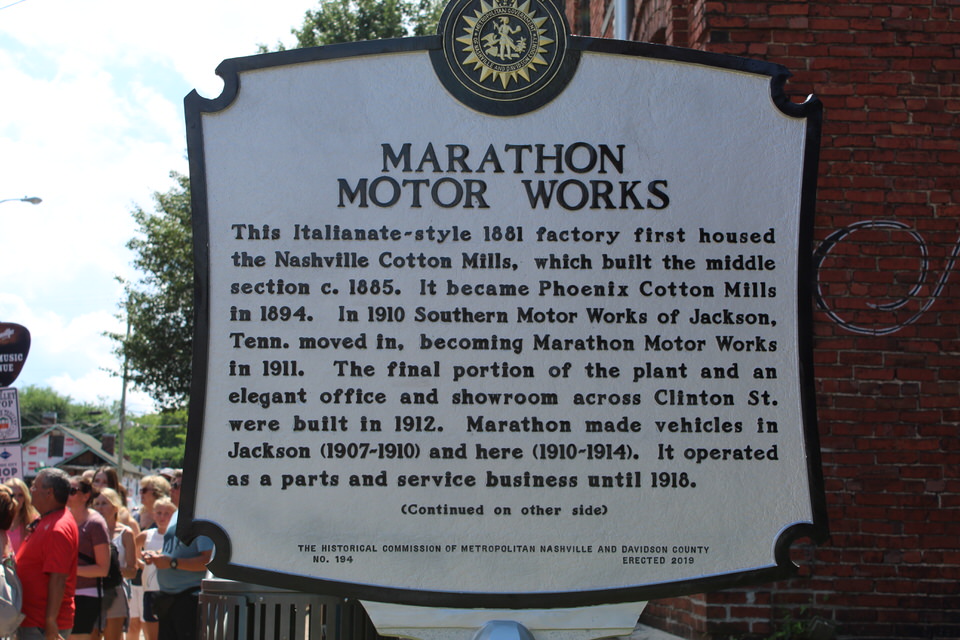 MARATHON
MOTOR WORKS
This Italianate-style 1881 factory first housed
the Nashville Cotton Mills, which built the middle
section c. 1885. It became Phoenix Cotton Mills
in 1894. In 1910 Southern Motor Works of Jackson,
Tenn. moved in, becoming Marathon Motor Works
in 1911. The final portion of the plant and an
elegant office and showroom across Clinton St.
were built in 1912. Marathon made vehicles in
Jackson (1907-1910) and here (1910-1914). It operated
as a parts and service business until 1918.
(Continued on other side)
THE HISTORICAL COMMISSION OF METROPOLITAN NASHVILLE AND DAVIDSON COUNTY
NO. 194 ERECTED 2019
MUSIC